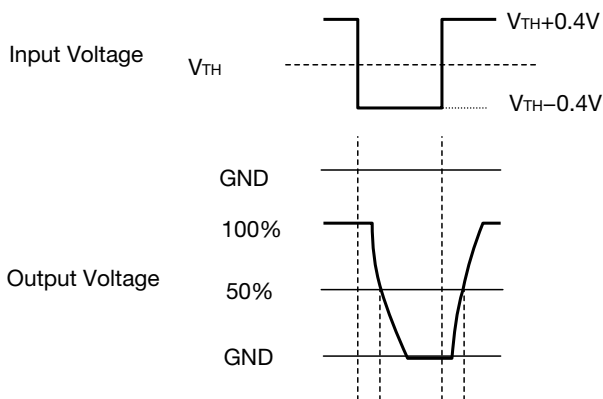 VTH+0.4V
Input Voltage
VTH
VTH−0.4V
GND
100%
Output Voltage
50%
GND